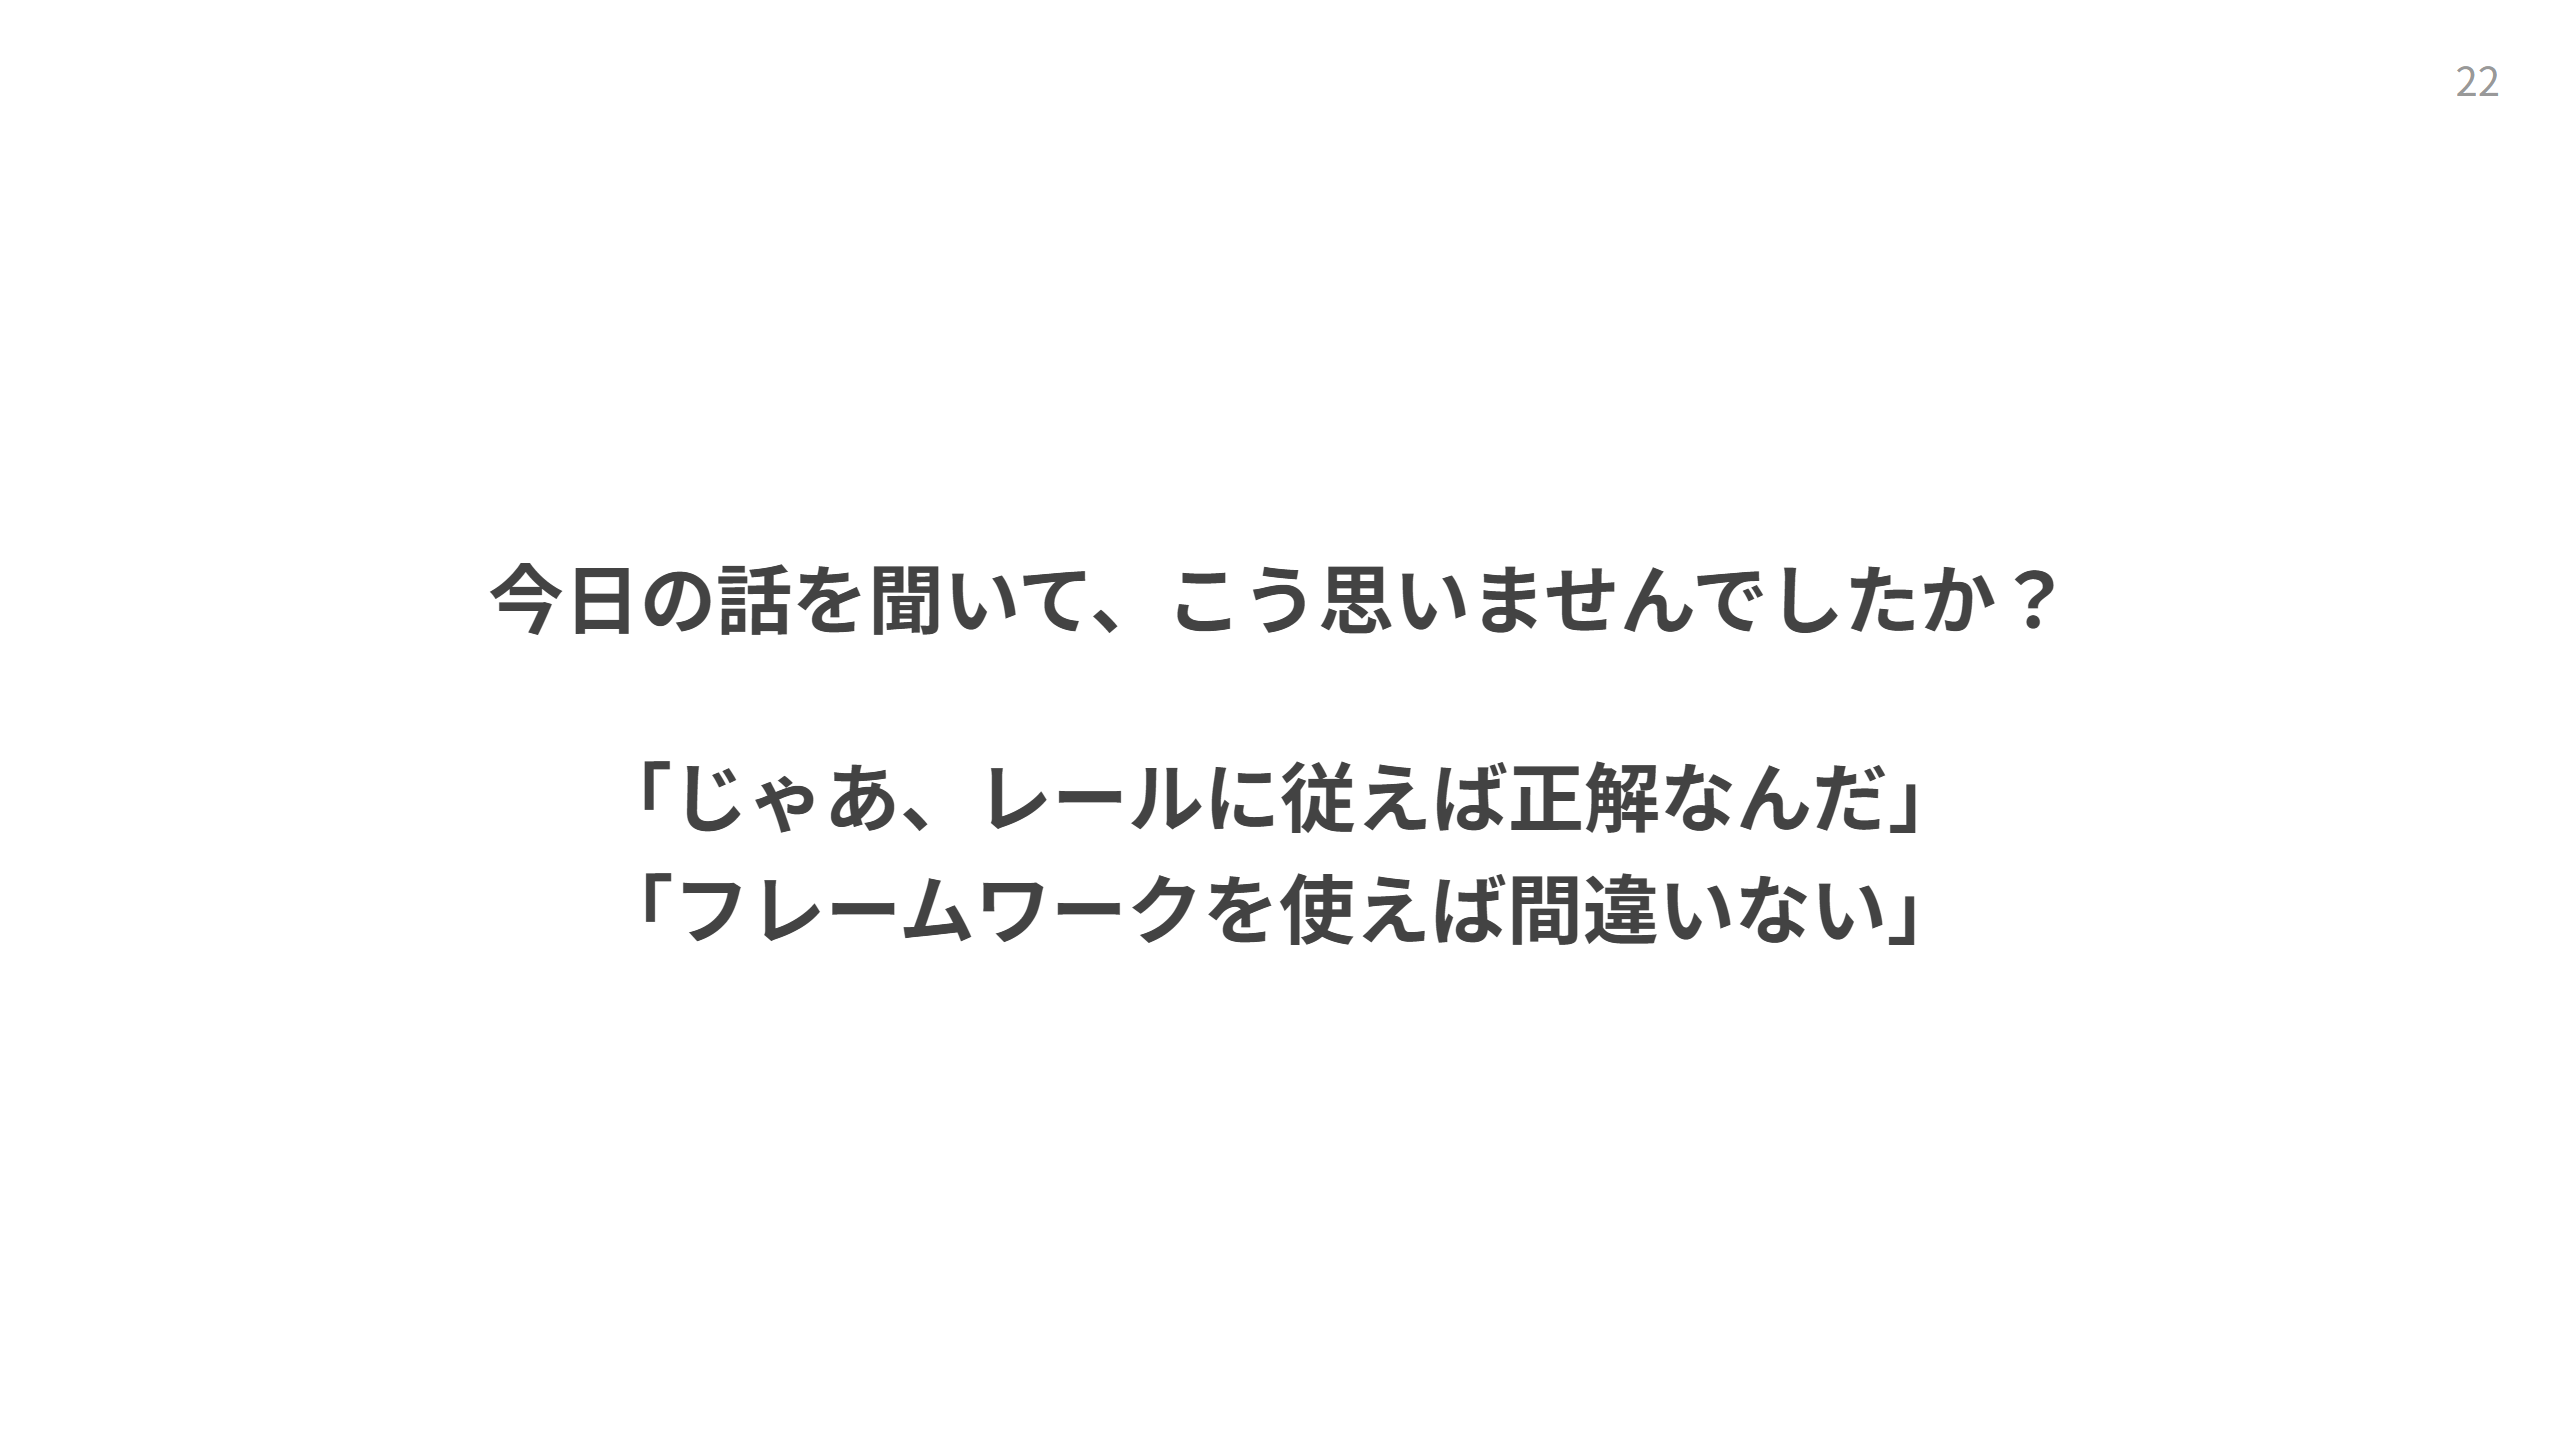 22
今日の話を聞いて、こう思いませんでしたか？
「じゃあ、レールに従えば正解なんだ」
「フレームワークを使えば間違いない」